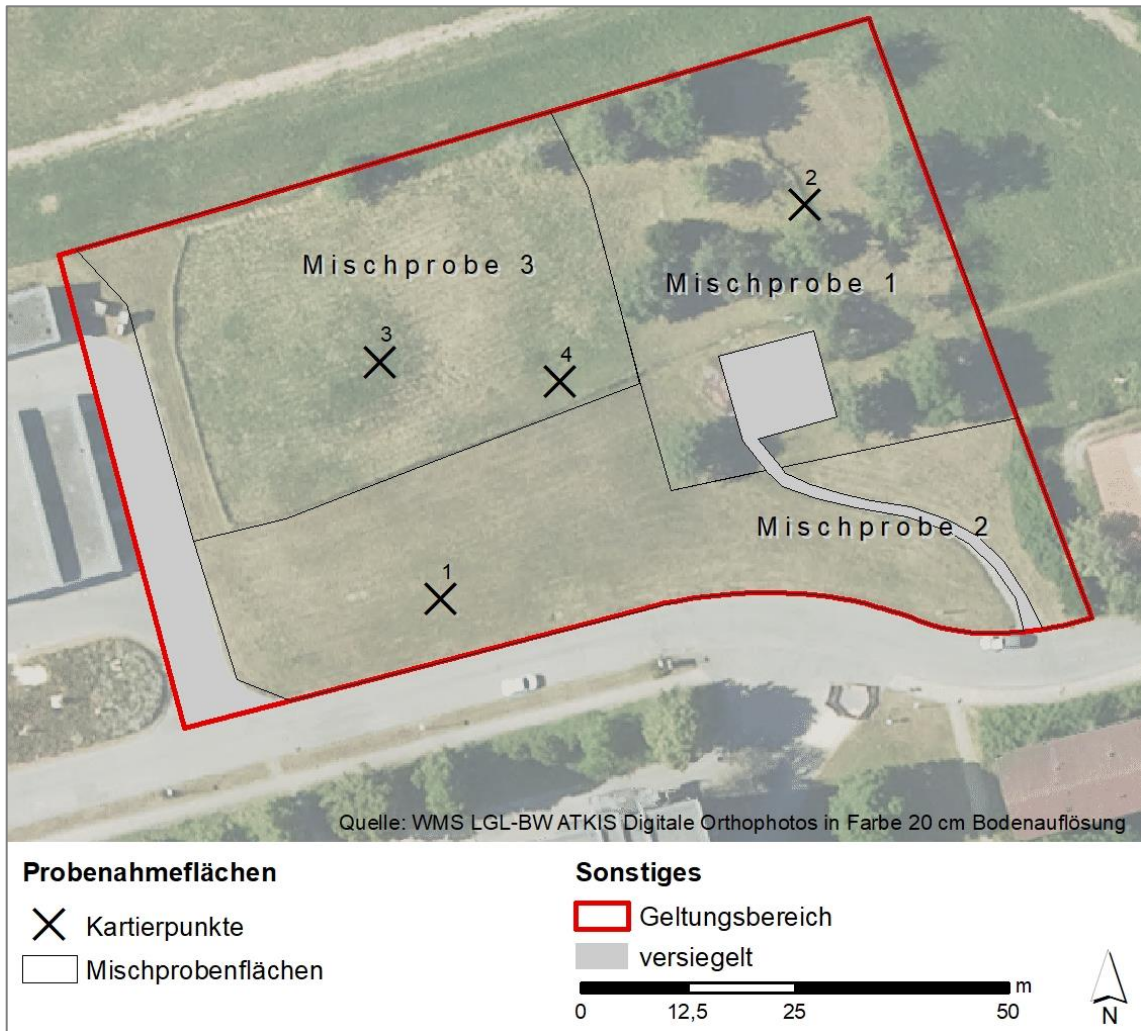 2
Mischprobe 3
Mischprobe 1
3
4
Mischprobe 2
1
Quelle: WMS LGL-BW ATKIS Digitale Orthophotos in Farbe 20 cm Bodenauflösung
Probenahmeflächen
Kartierpunkte
Mischprobenflächen
Sonstiges
Geltungsbereich
versiegelt
m
0 12,5 25 50
N